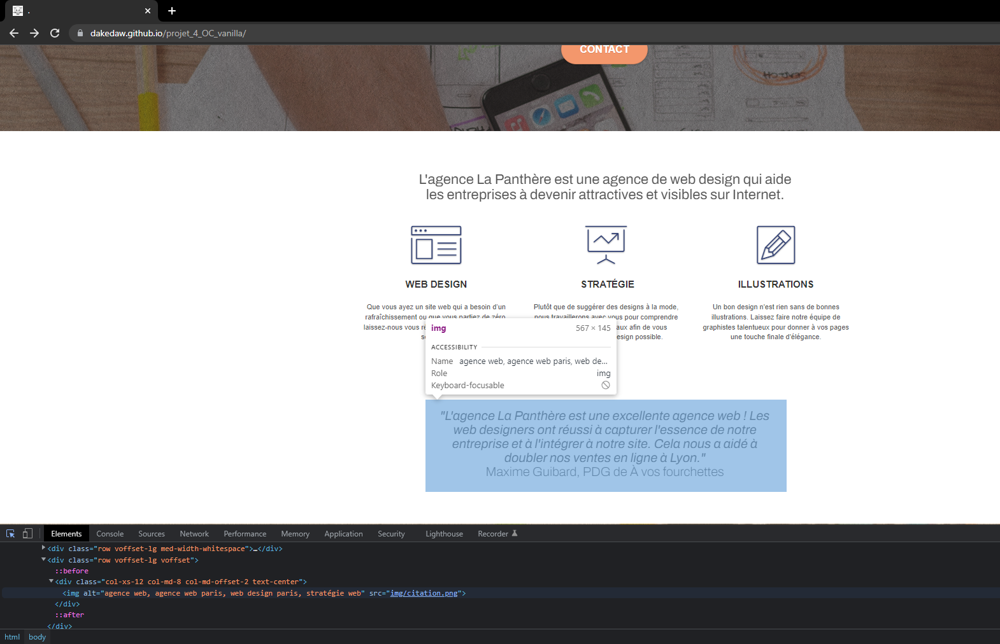 .
dakedaw.github.io/projet_4_OC_vanilla/
CONTACT
L'agence La Panthère est une agence de web design qui aide
les entreprises à devenir attractives et visibles sur Internet.
WEB DESIGN
Que vous ayez un site web qui a besoin d'un
rafraîchissement ou que vous partiez de zéro,
laissez-nous vous
STRATÉGIE
Plutôt que de suggérer des designs à la mode,
nous travaillerons avec vous pour comprendre
aux afin de vous
esign possible.
ILLUSTRATIONS
Un bon design n'est rien sans de bonnes
illustrations. Laissez faire notre équipe de
graphistes talentueux pour donner à vos pages
une touche finale d'élégance.
img 567 × 145
ACCESSIBILITY
Name agence web, agence web paris, web de...
Role img
Keyboard-focusable
"L'agence La Panthère est une excellente agence web ! Les
web designers ont réussi à capturer l'essence de notre
entreprise et à l'intégrer à notre site. Cela nous a aidé à
doubler nos ventes en ligne à Lyon."
Maxime Guibard, PDG de À vos fourchettes
Elements Console Sources Network Performance Memory Application Security Lighthouse Recorder
<div class="row voffset-lg med-width-whitespace">…</div>
<div class="row voffset-lg voffset">
::before
<div class="col-xs-12 col-md-8 col-md-offset-2 text-center">
<img alt="agence web, agence web paris, web design paris, stratégie web" src="img/citation.png">
</div>
::after
</div>
html body